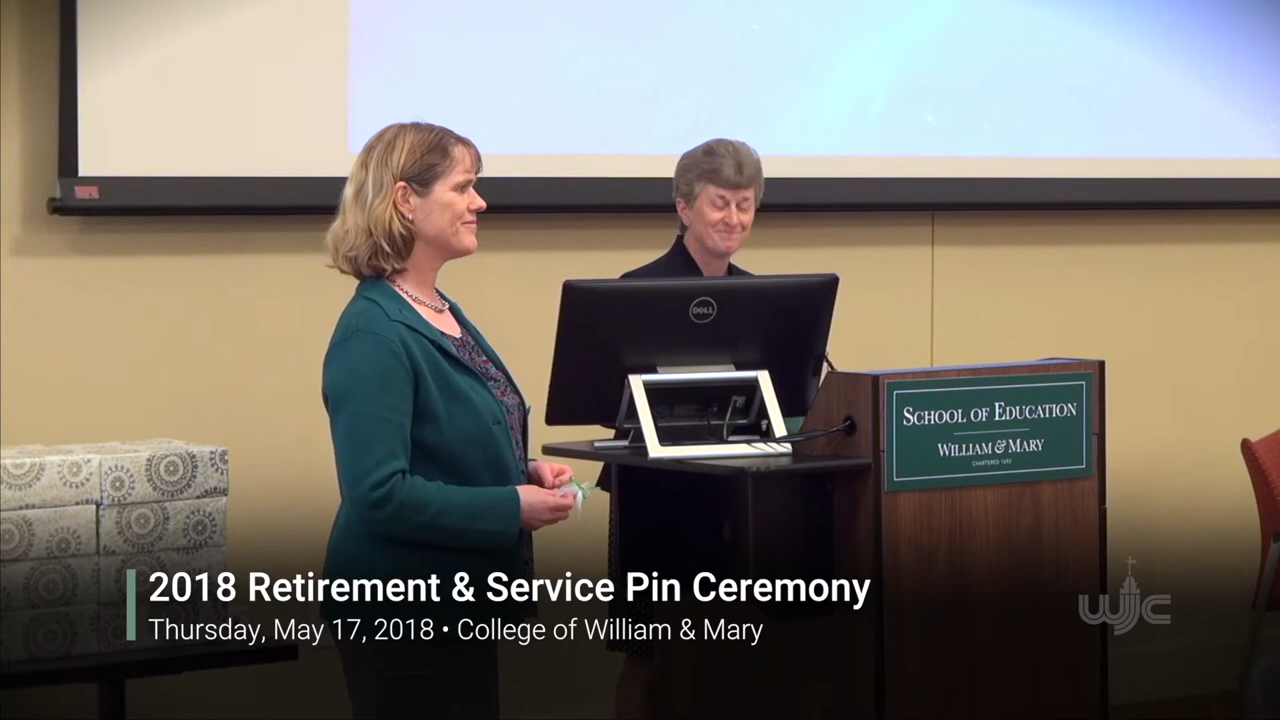 DELL
SCHOOL OF EDUCATION
WILLIAM & MARY
CHARTERED 1693
2018 Retirement & Service Pin Ceremony
Thursday, May 17, 2018 • College of William & Mary
wjc